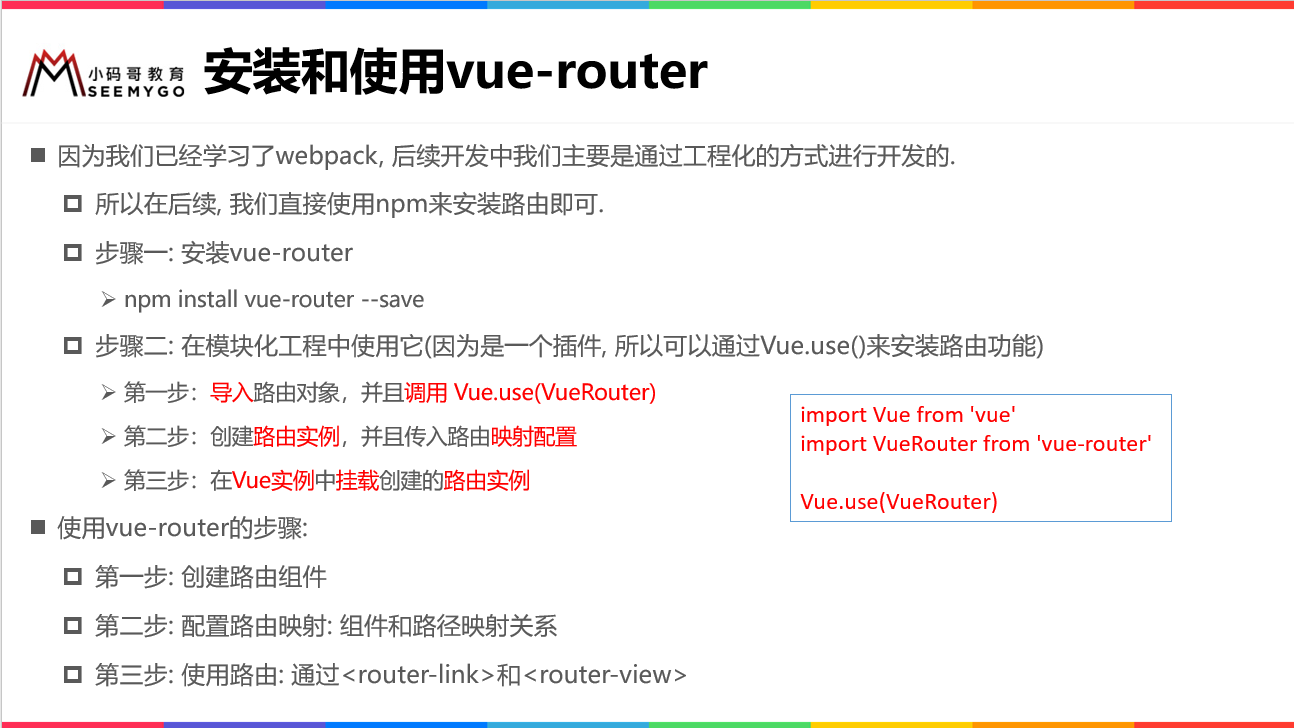 小码哥教育
SEEMYGO
安装和使用vue-router
因为我们已经学习了webpack, 后续开发中我们主要是通过工程化的方式进行开发的.
所以在后续, 我们直接使用npm来安装路由即可.
步骤一: 安装vue-router
npm install vue-router --save
步骤二: 在模块化工程中使用它(因为是一个插件, 所以可以通过Vue.use()来安装路由功能)
第一步：导入路由对象，并且调用 Vue.use(VueRouter)
第二步：创建路由实例，并且传入路由映射配置
第三步：在Vue实例中挂载创建的路由实例
import Vue from 'vue'
import VueRouter from 'vue-router'
Vue.use(VueRouter)
使用vue-router的步骤:
第一步: 创建路由组件
第二步: 配置路由映射: 组件和路径映射关系
第三步: 使用路由: 通过<router-link>和<router-view>